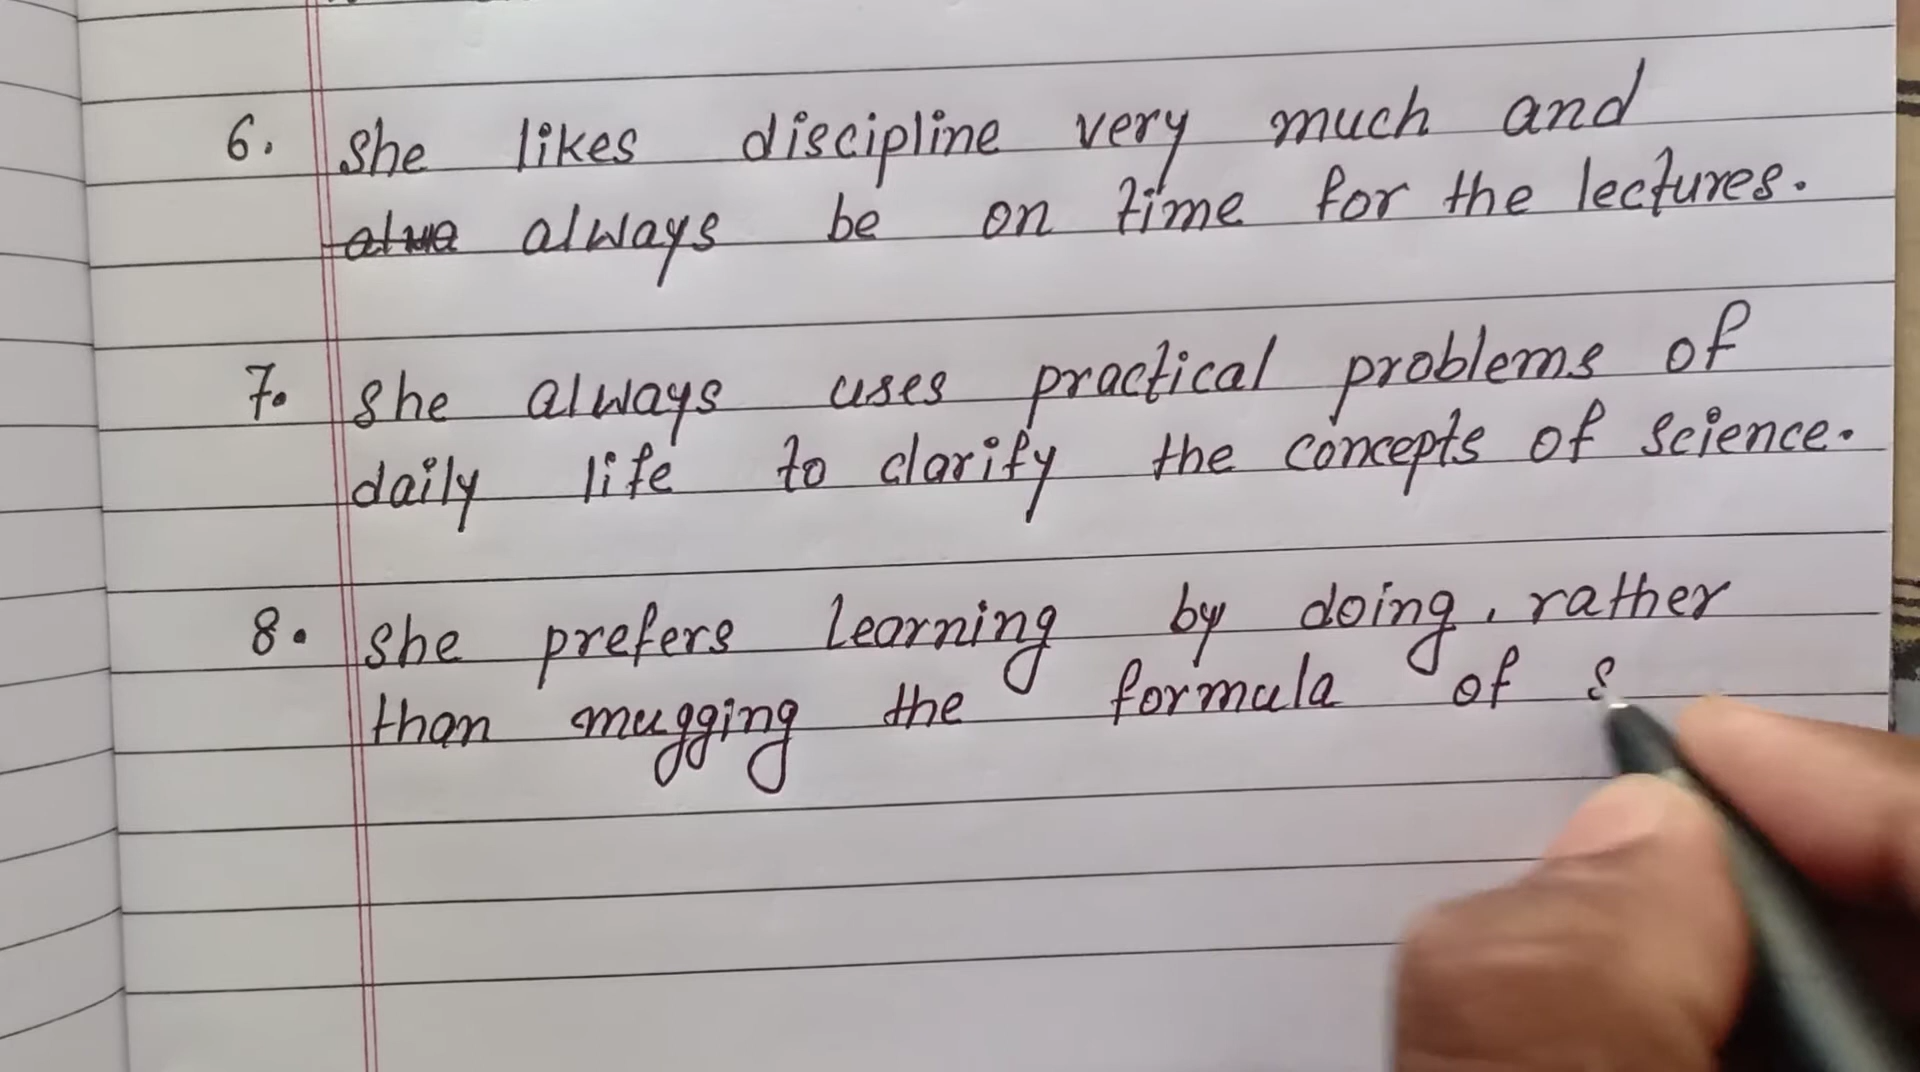 6. She likes discipline very much and
always be on time for the lectures.
7. She always uses practical problems of
daily life to clarify the concepts of science.
8. She prefers learning by doing, rather
than mugging the formula of s